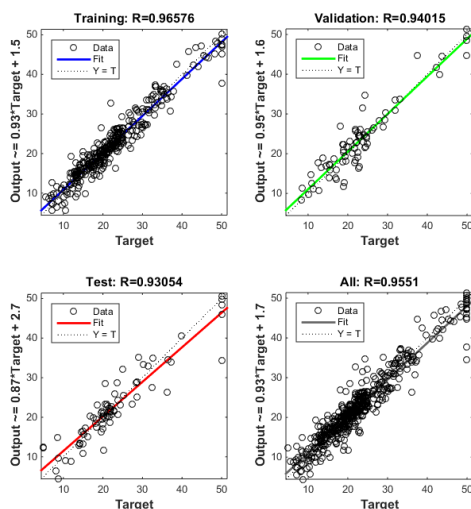 Training: R=0.96576
Output ~= 0.93*Target + 1.5
50
40
30
20
10
Data
Fit
Y = T
10 20 30 40 50
Target
Validation: R=0.94015
Output ~= 0.95*Target + 1.6
50
40
30
20
10
Data
Fit
Y = T
10 20 30 40 50
Target
Test: R=0.93054
Output ~= 0.87*Target + 2.7
50
40
30
20
10
Data
Fit
Y = T
10 20 30 40 50
Target
All: R=0.9551
Output ~= 0.93*Target + 1.7
50
40
30
20
10
Data
Fit
Y = T
10 20 30 40 50
Target